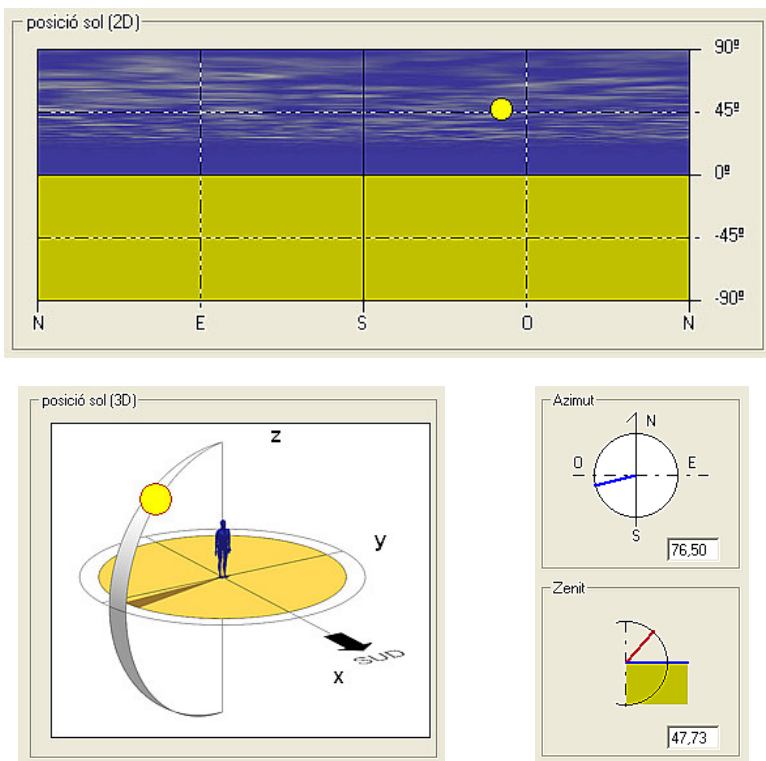 posició sol (2D)
90º
45º
0º
-45º
-90º
N E S O N
posició sol (3D)
z
y
x
SUD
Azimut
N
O E
S
76,50
Zenit
47,73